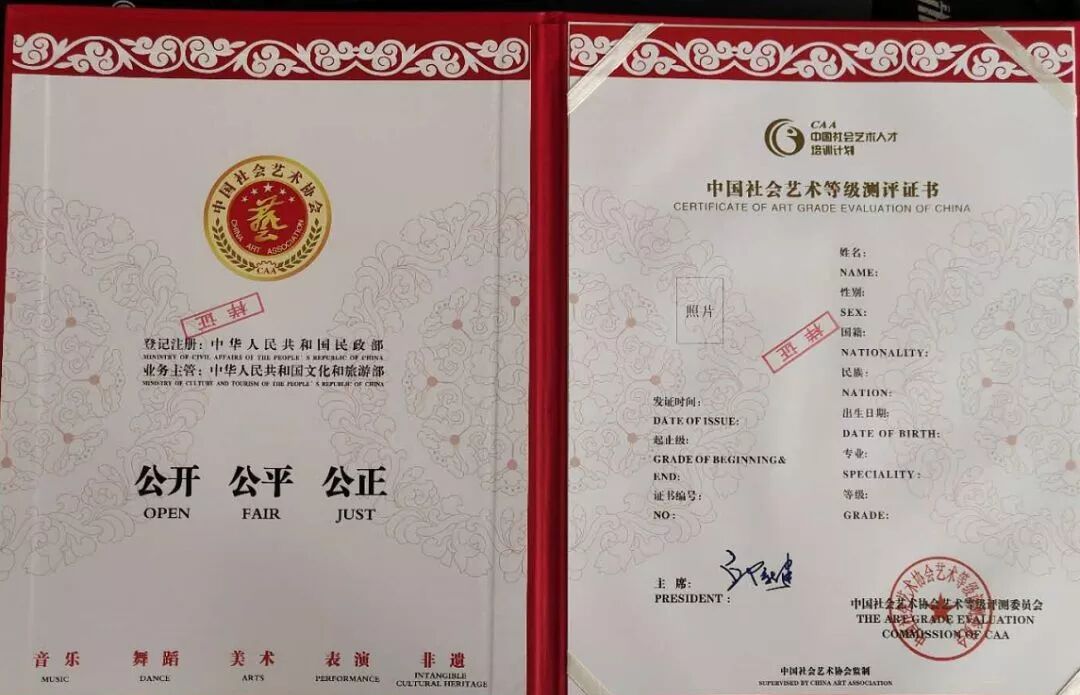 中国社会艺术协会
藝
CHINA ART ASSOCIATION
CAA
样证
登记注册：中华人民共和国民政部
MINISTRY OF CIVIL AFFAIRS OF THE PEOPLE'S REPUBLIC OF CHINA
业务主管：中华人民共和国文化和旅游部
MINISTRY OF CULTURE AND TOURISM OF THE PEOPLE'S REPUBLIC OF CHINA
公开 公平 公正
OPEN FAIR JUST
音乐 舞蹈 美术 表演 非遗
MUSIC DANCE ARTS PERFORMANCE INTANGIBLE
CULTURAL HERITAGE
CAA
中国社会艺术人才
培训计划
中国社会艺术等级测评证书
CERTIFICATE OF ART GRADE EVALUATION OF CHINA
照片
样证
姓名:
NAME:
性别:
SEX:
国籍:
NATIONALITY:
民族:
NATION:
出生日期:
DATE OF BIRTH:
专业:
SPECIALITY:
等级:
GRADE:
发证时间:
DATE OF ISSUE:
起止级:
GRADE OF BEGINNING&
END:
证书编号:
NO:
主席:
PRESIDENT:
中国社会艺术协会艺术等级评测委员会
THE ART GRADE EVALUATION
COMMISSION OF CAA
中国社会艺术协会监制
SUPERVISED BY CHINA ART ASSOCIATION